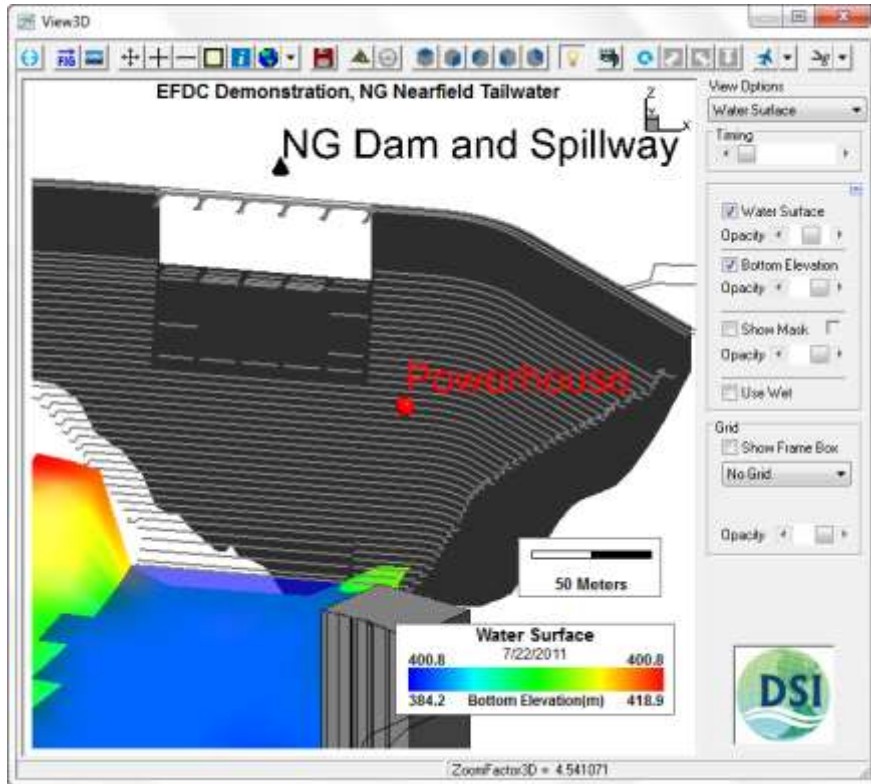 View3D
FIG
View Options
Water Surface
Timing
EFDC Demonstration, NG Nearfield Tailwater
Z
Y
X
NG Dam and Spillway
Water Surface
Opacity
Bottom Elevation
Opacity
Show Mask
Opacity
Use Wet
Powerhouse
Grid
Show Frame Box
No Grid
Opacity
50 Meters
Water Surface
7/22/2011
400.8 400.8
384.2 Bottom Elevation(m) 418.9
DSI
ZoomFactor3D = 4.541071